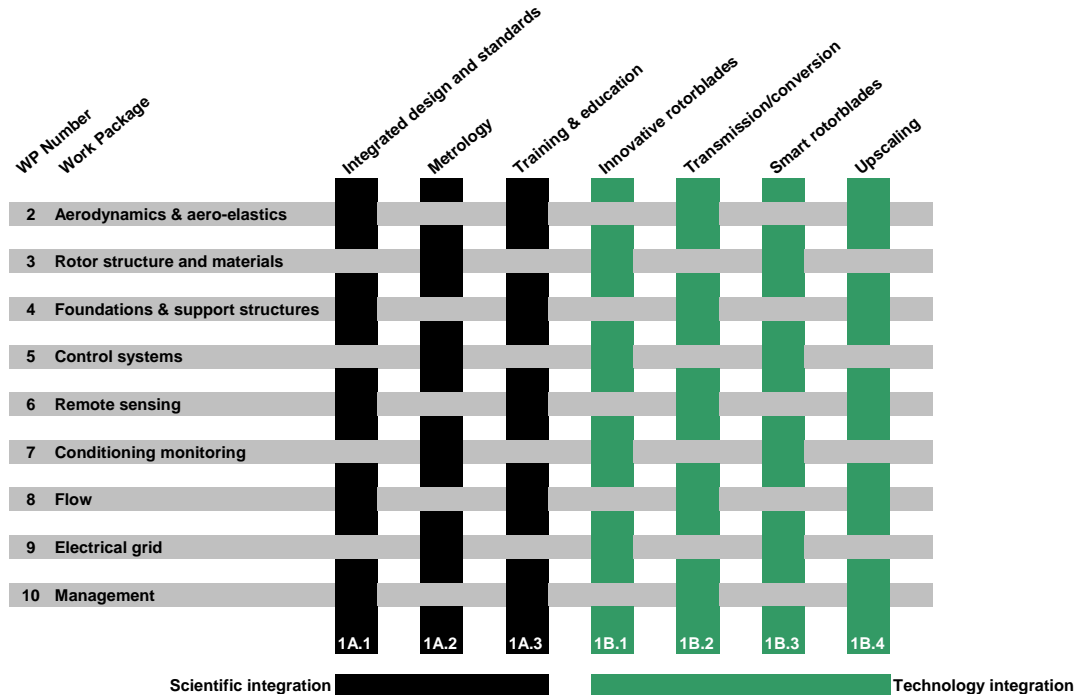 WP Number
Work Package
Integrated design and standards
Metrology
Training & education
Innovative rotorblades
Transmission/conversion
Smart rotorblades
Upscaling
2 Aerodynamics & aero-elastics
3 Rotor structure and materials
4 Foundations & support structures
5 Control systems
6 Remote sensing
7 Conditioning monitoring
8 Flow
9 Electrical grid
10 Management
1A.1 1A.2 1A.3 1B.1 1B.2 1B.3 1B.4
Scientific integration Technology integration